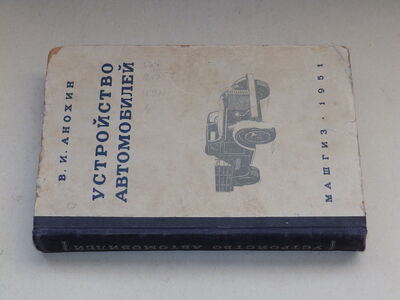 В. И. АНОХИН
УСТРОЙСТВО
АВТОМОБИЛЕЙ
МАШГИЗ · 1951
УСТРОЙСТВО АВТОМОБИЛЕЙ